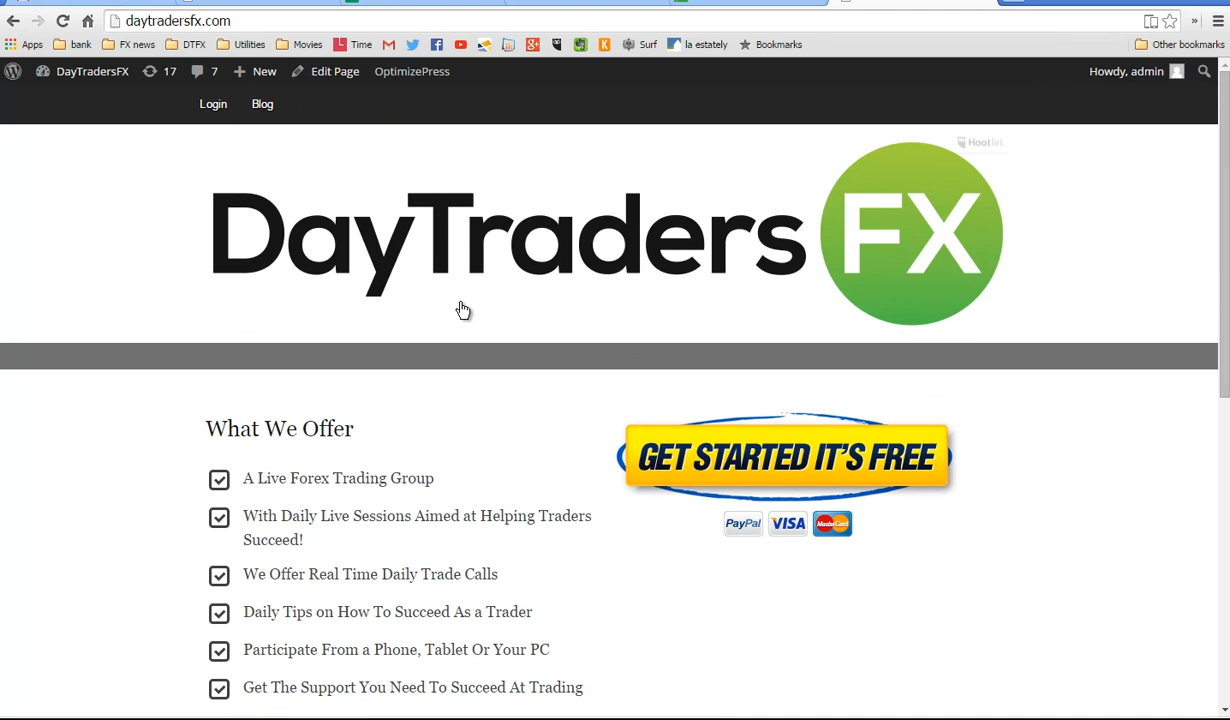 daytradersfx.com
Apps bank FX news DTFX Utilities Movies Time Surf la estately Bookmarks Other bookmarks
DayTradersFX 17 7 New Edit Page OptimizePress Howdy, admin
Login Blog
Hootlet
DayTraders FX
What We Offer
GET STARTED IT'S FREE
A Live Forex Trading Group
PayPal VISA MasterCard
With Daily Live Sessions Aimed at Helping Traders
Succeed!
We Offer Real Time Daily Trade Calls
Daily Tips on How To Succeed As a Trader
Participate From a Phone, Tablet Or Your PC
Get The Support You Need To Succeed At Trading